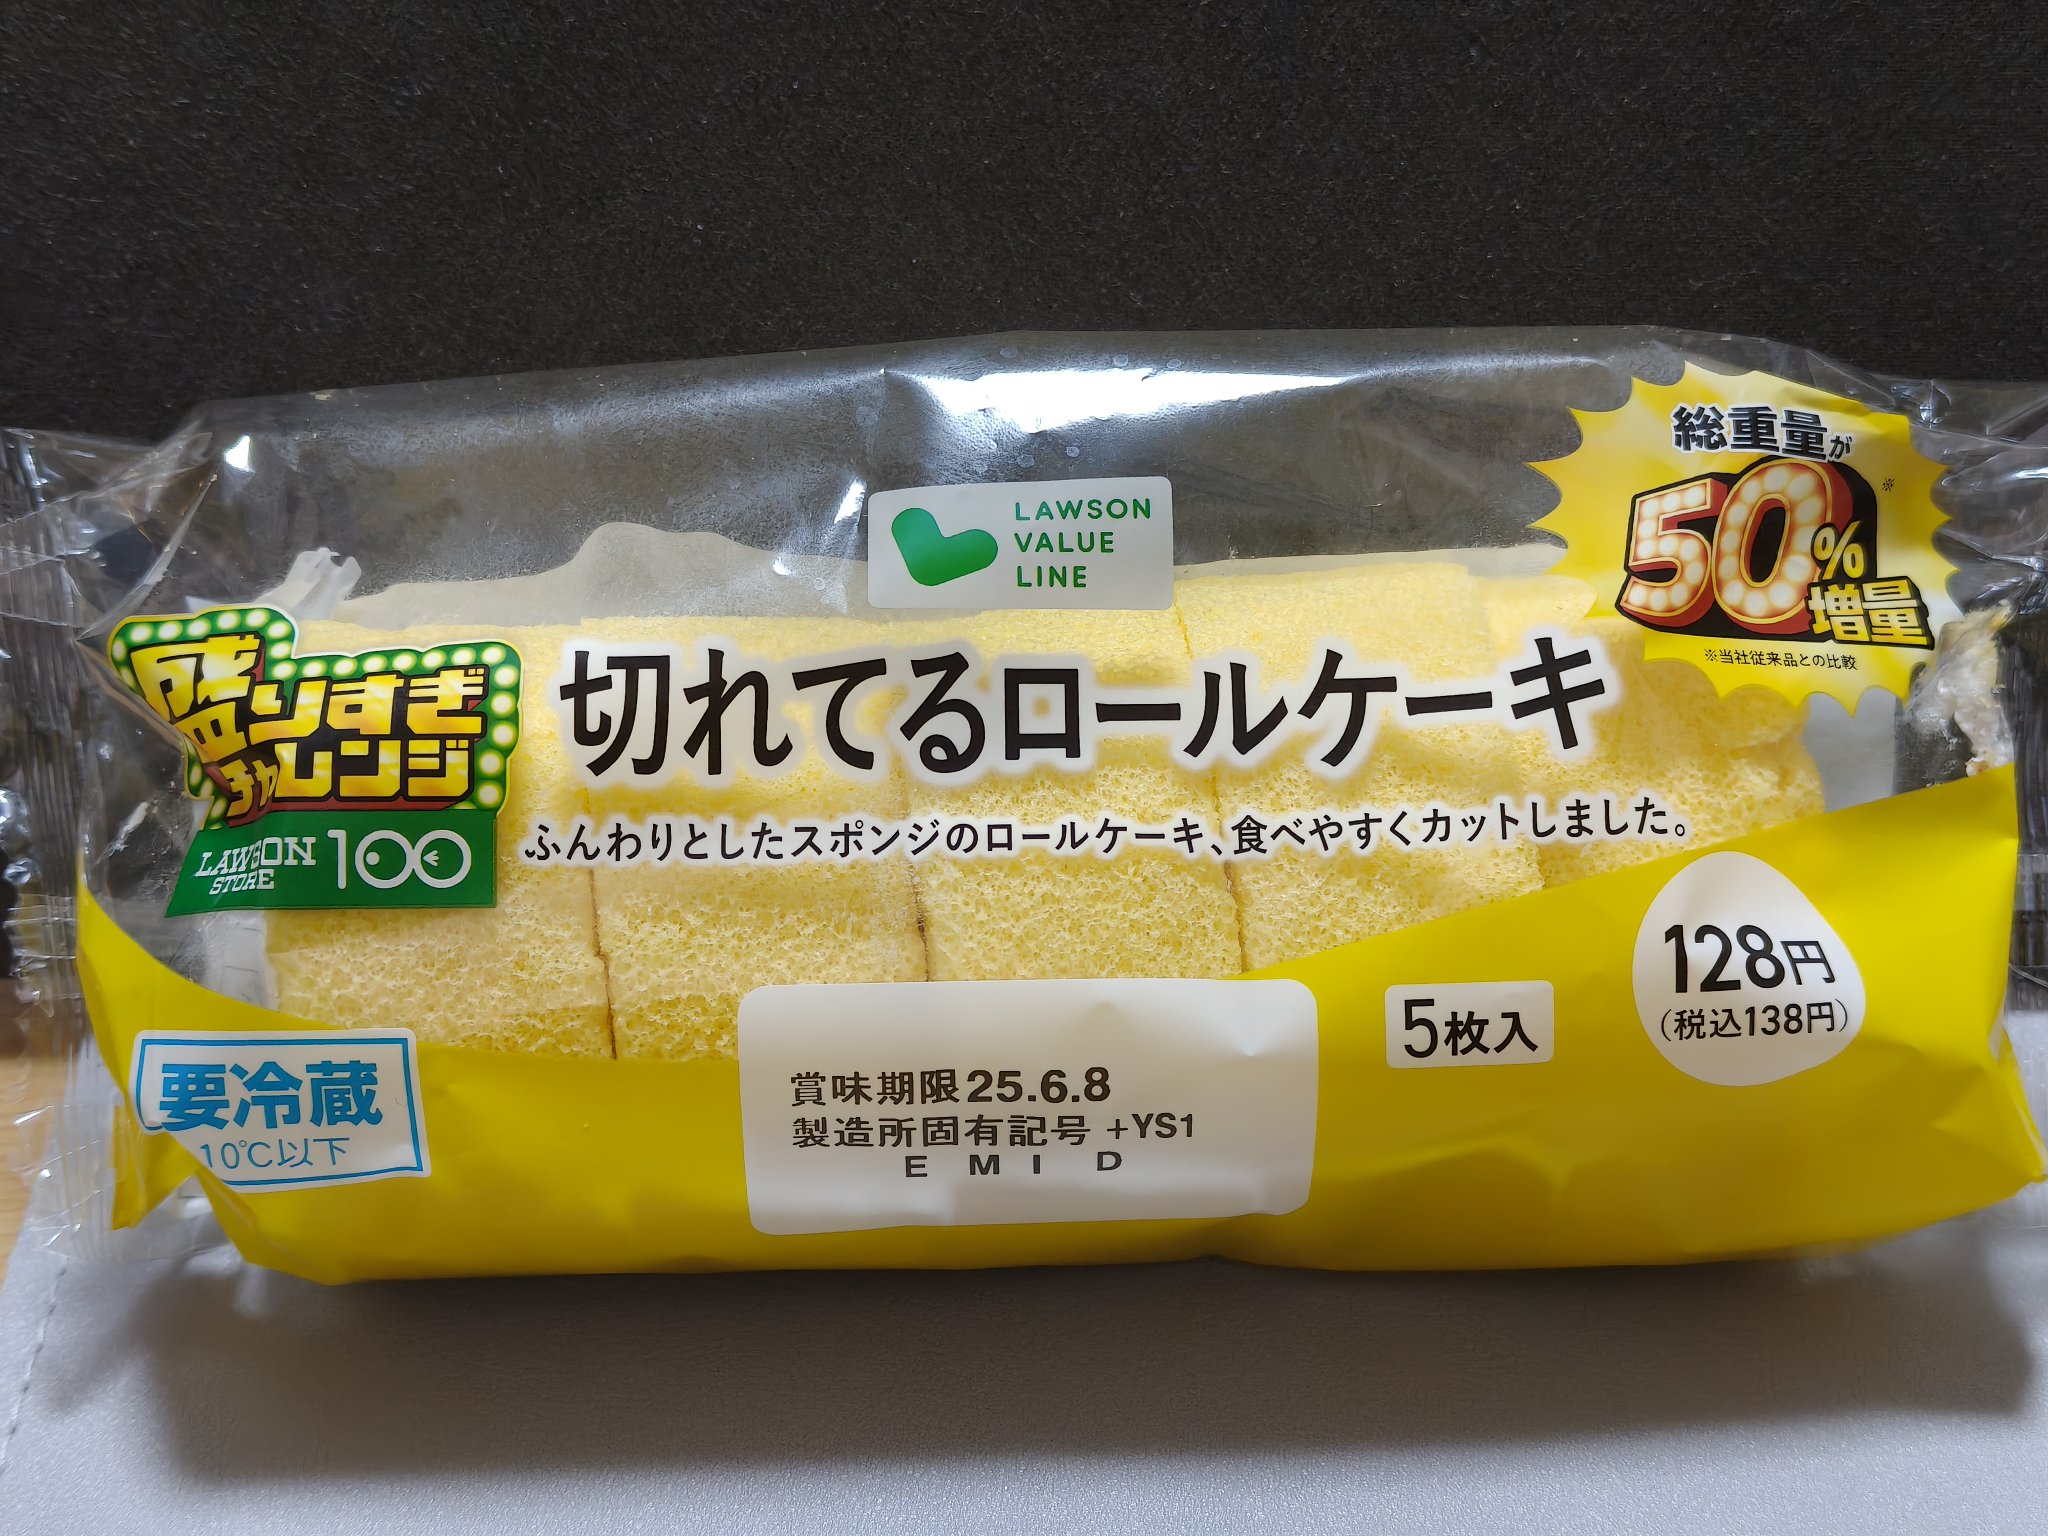 LAWSON
VALUE
LINE
総重量が
50%※
増量
※当社従来品との比較
盛りすぎ
チャレンジ
LAWSON
STORE
100
切れてるロールケーキ
ふんわりとしたスポンジのロールケーキ、食べやすくカットしました。
128円
(税込138円)
5枚入
要冷蔵
10℃以下
賞味期限25.6.8
製造所固有記号 +YS1
E M I D